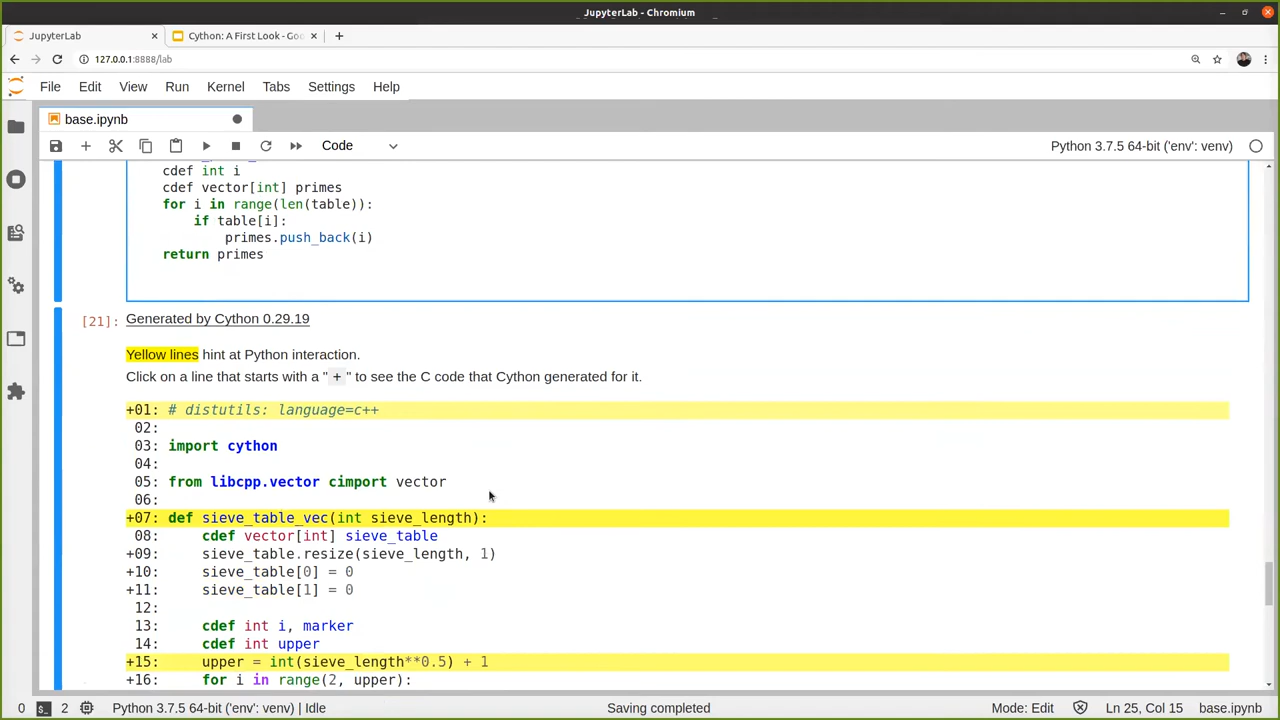 JupyterLab - Chromium
JupyterLab
Cython: A First Look - Goo
127.0.0.1:8888/lab
File Edit View Run Kernel Tabs Settings Help
base.ipynb
Code
Python 3.7.5 64-bit ('env': venv)
cdef int i
cdef vector[int] primes
for i in range(len(table)):
if table[i]:
primes.push_back(i)
return primes
[21]:
Generated by Cython 0.29.19
Yellow lines hint at Python interaction.
Click on a line that starts with a "+" to see the C code that Cython generated for it.
+01: # distutils: language=c++
02:
03: import cython
04:
05: from libcpp.vector cimport vector
06:
+07: def sieve_table_vec(int sieve_length):
08: cdef vector[int] sieve_table
+09: sieve_table.resize(sieve_length, 1)
+10: sieve_table[0] = 0
+11: sieve_table[1] = 0
12:
13: cdef int i, marker
14: cdef int upper
+15: upper = int(sieve_length**0.5) + 1
+16: for i in range(2, upper):
0 $_ 2 Python 3.7.5 64-bit ('env': venv) | Idle Saving completed Mode: Edit Ln 25, Col 15 base.ipynb